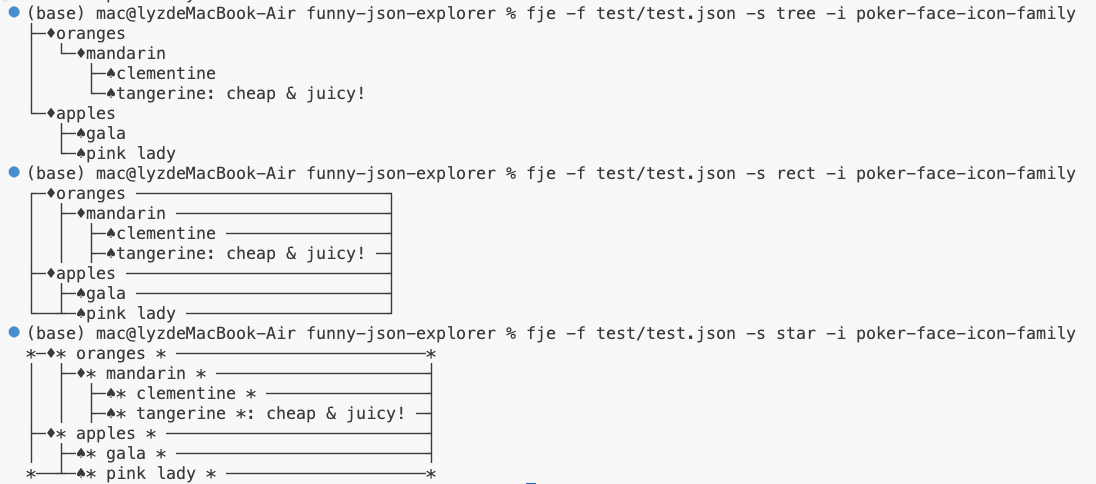 (base) mac@lyzdeMacBook-Air funny-json-explorer % fje -f test/test.json -s tree -i poker-face-icon-family
├─♦oranges
│  └─♦mandarin
│     ├─♠clementine
│     └─♠tangerine: cheap & juicy!
└─♦apples
   ├─♠gala
   └─♠pink lady
(base) mac@lyzdeMacBook-Air funny-json-explorer % fje -f test/test.json -s rect -i poker-face-icon-family
┌─♦oranges ─────────────────────────┐
│  ├─♦mandarin ─────────────────────┤
│  │  ├─♠clementine ────────────────┤
│  │  ├─♠tangerine: cheap & juicy! ─┤
├─♦apples ──────────────────────────┤
│  ├─♠gala ─────────────────────────┤
└──┴─♠pink lady ────────────────────┘
(base) mac@lyzdeMacBook-Air funny-json-explorer % fje -f test/test.json -s star -i poker-face-icon-family
*─♦* oranges * ─────────────────────────*
│  ├─♦* mandarin * ─────────────────────┤
│  │  ├─♠* clementine * ────────────────┤
│  │  ├─♠* tangerine *: cheap & juicy! ─┤
├─♦* apples * ──────────────────────────┤
│  ├─♠* gala * ─────────────────────────┤
*──┴─♠* pink lady * ────────────────────*